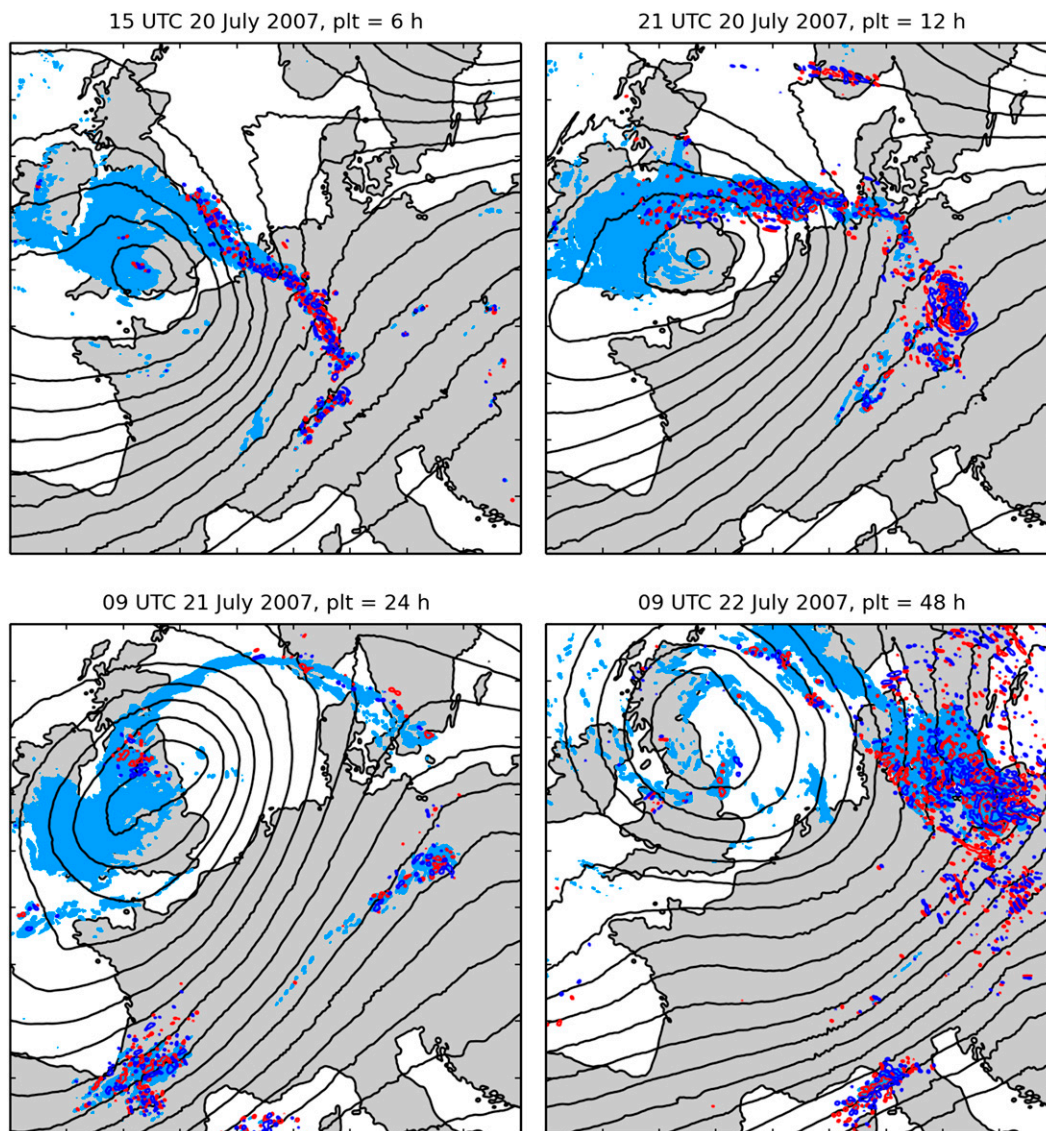 15 UTC 20 July 2007, plt = 6 h
21 UTC 20 July 2007, plt = 12 h
09 UTC 21 July 2007, plt = 24 h
09 UTC 22 July 2007, plt = 48 h